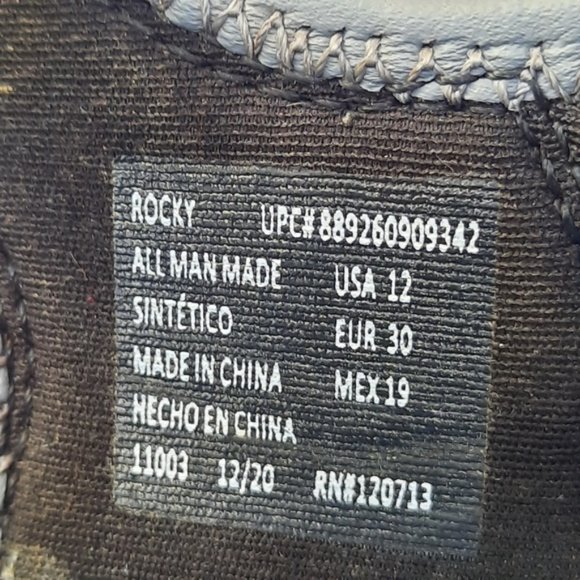 ROCKY UPC# 889260909342
ALL MAN MADE USA 12
SINTÉTICO EUR 30
MADE IN CHINA MEX 19
HECHO EN CHINA
11003 12/20 RN#120713